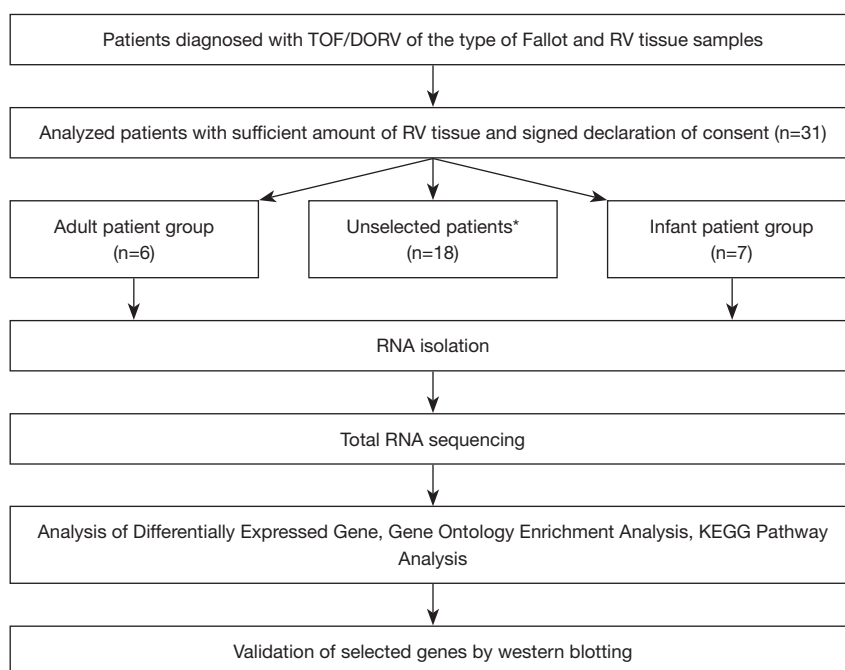 Patients diagnosed with TOF/DORV of the type of Fallot and RV tissue samples
Analyzed patients with sufficient amount of RV tissue and signed declaration of consent (n=31)
Adult patient group
(n=6)
Unselected patients*
(n=18)
Infant patient group
(n=7)
RNA isolation
Total RNA sequencing
Analysis of Differentially Expressed Gene, Gene Ontology Enrichment Analysis, KEGG Pathway
Analysis
Validation of selected genes by western blotting